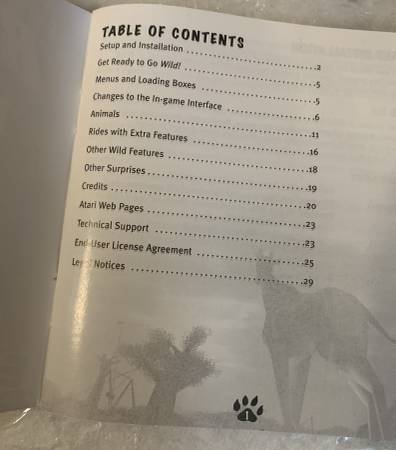 TABLE OF CONTENTS
Setup and Installation ..................2
Get Ready to Go Wild! ..................5
Menus and Loading Boxes ..................5
Changes to the In-game Interface ..................6
Animals ..................11
Rides with Extra Features ..................16
Other Wild Features ..................18
Other Surprises ..................19
Credits ..................20
Atari Web Pages ..................23
Technical Support ..................23
End-User License Agreement ..................25
Legal Notices ..................29
1